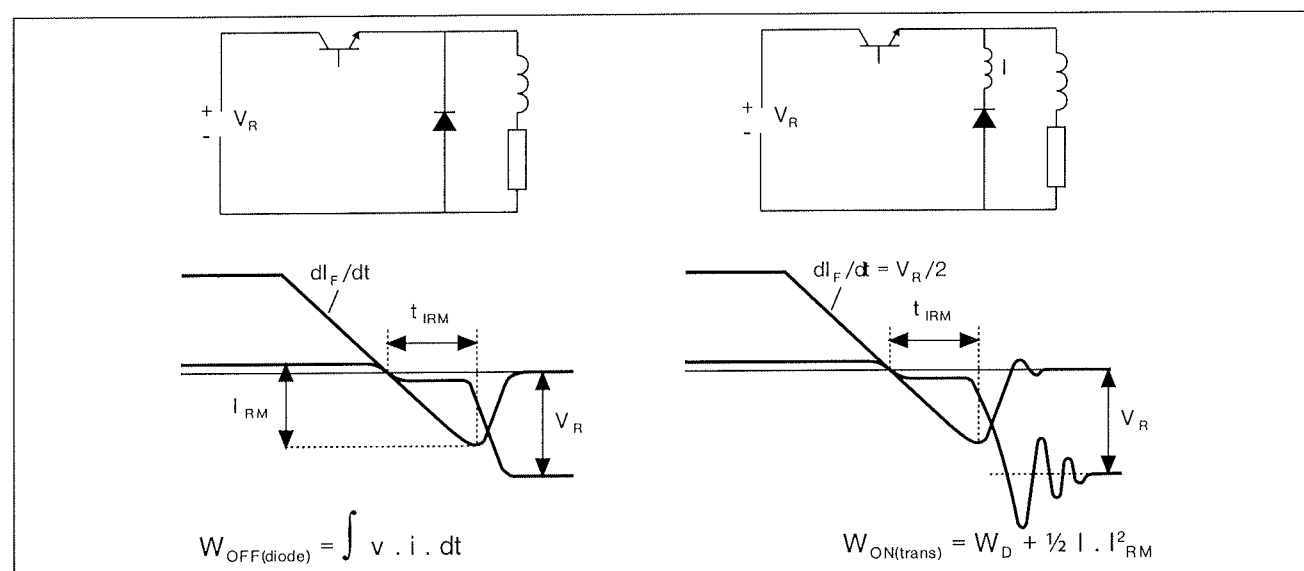 +
V_R
-
l
+
V_R
-
dI_F/dt
t_IRM
I_RM
V_R
W_OFF(diode) = ∫ v . i . dt
dI_F/dt = V_R/2
t_IRM
V_R
W_ON(trans) = W_D + ½ l . I²_RM